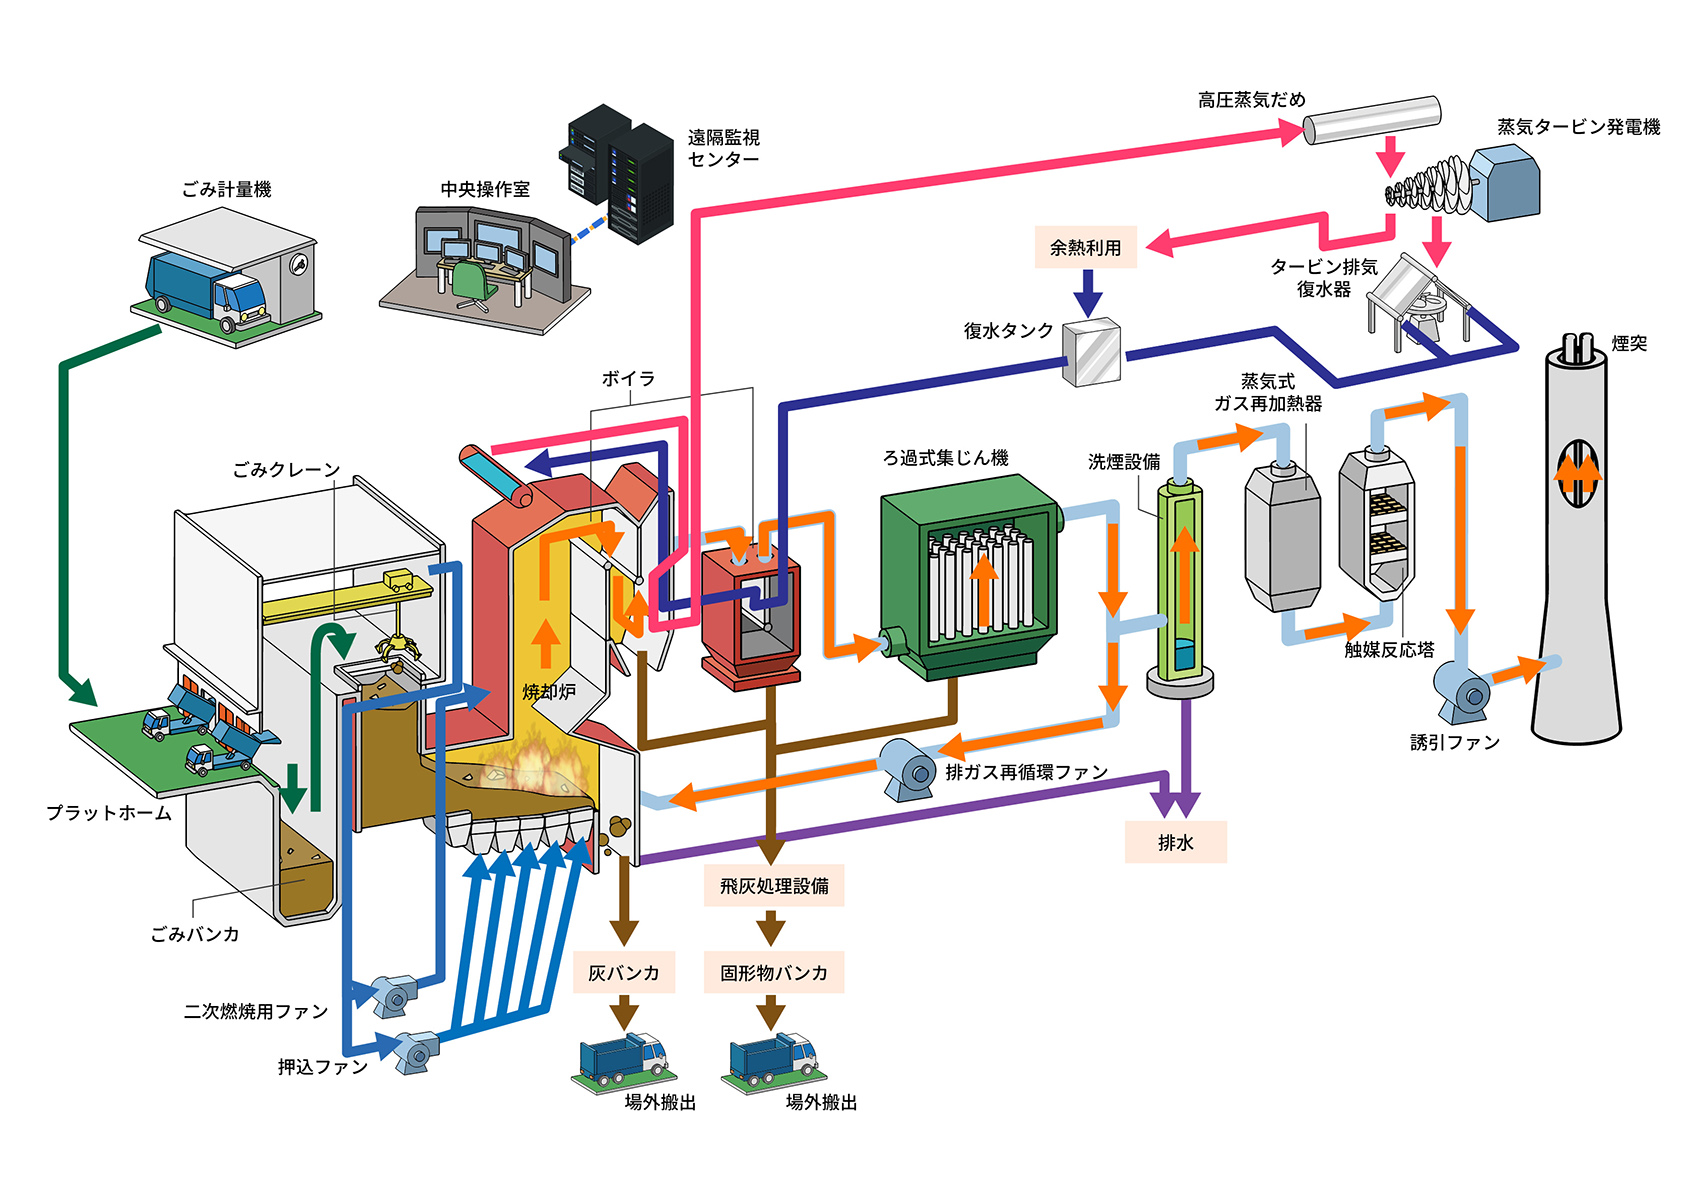 高圧蒸気だめ
蒸気タービン発電機
遠隔監視
センター
ごみ計量機
中央操作室
余熱利用
タービン排気
復水器
復水タンク
煙突
ボイラ
蒸気式
ガス再加熱器
ごみクレーン
ろ過式集じん機
洗煙設備
触媒反応塔
焼却炉
誘引ファン
排ガス再循環ファン
プラットホーム
排水
飛灰処理設備
ごみバンカ
灰バンカ
固形物バンカ
二次燃焼用ファン
押込ファン
場外搬出
場外搬出